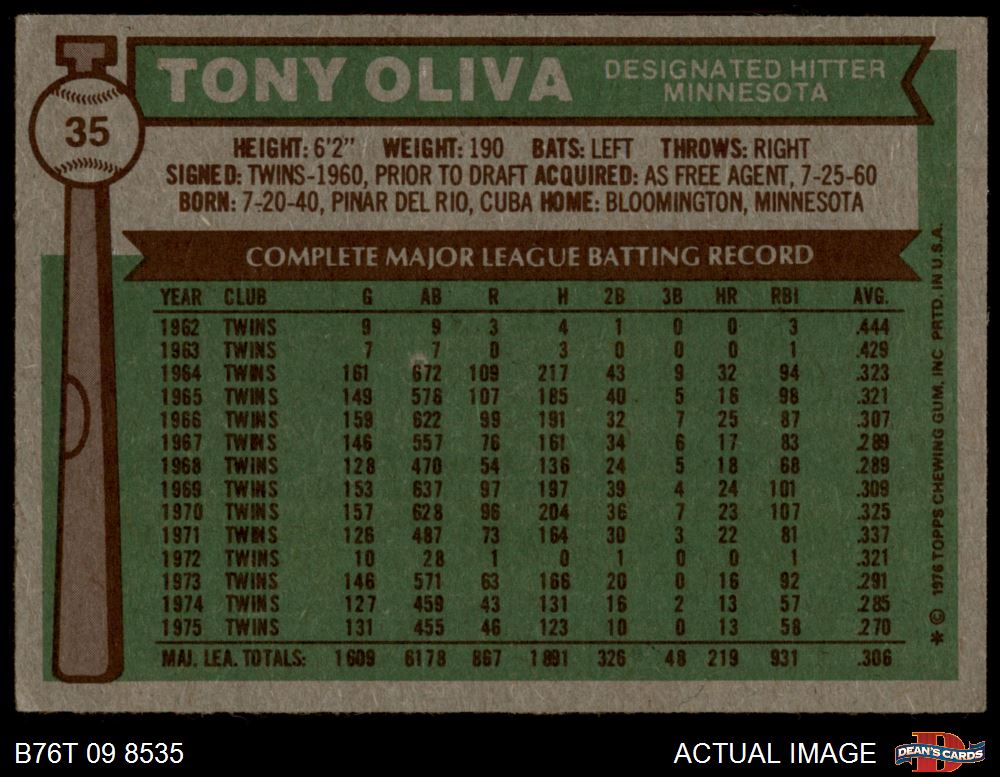 TONY OLIVA
DESIGNATED HITTER
MINNESOTA
35
HEIGHT: 6'2" WEIGHT: 190 BATS: LEFT THROWS: RIGHT
SIGNED: TWINS-1960, PRIOR TO DRAFT ACQUIRED: AS FREE AGENT, 7-25-60
BORN: 7-20-40, PINAR DEL RIO, CUBA HOME: BLOOMINGTON, MINNESOTA
COMPLETE MAJOR LEAGUE BATTING RECORD
YEAR CLUB G AB R H 2B 3B HR RBI AVG.
1962 TWINS 9 9 3 4 1 0 0 3 .444
1963 TWINS 7 7 0 3 0 0 0 1 .429
1964 TWINS 161 672 109 217 43 9 32 94 .323
1965 TWINS 149 576 107 185 40 5 16 98 .321
1966 TWINS 159 622 99 191 32 7 25 87 .307
1967 TWINS 146 557 76 161 34 6 17 83 .289
1968 TWINS 128 470 54 136 24 5 18 68 .289
1969 TWINS 153 637 97 197 39 4 24 101 .309
1970 TWINS 157 628 96 204 36 7 23 107 .325
1971 TWINS 126 487 73 164 30 3 22 81 .337
1972 TWINS 10 28 1 9 1 0 0 1 .321
1973 TWINS 146 571 63 166 20 0 16 92 .291
1974 TWINS 127 459 43 131 16 2 13 57 .285
1975 TWINS 131 455 46 123 10 0 13 58 .270
MAJ. LEA. TOTALS: 1609 6178 867 1891 326 48 219 931 .306
* © 1976 TOPPS CHEWING GUM, INC PRTD. IN U.S.A.
B76T 09 8535
ACTUAL IMAGE
D
DEAN'S CARDS